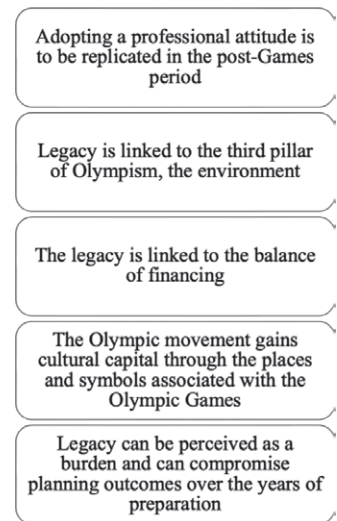 Adopting a professional attitude is
to be replicated in the post-Games
period
Legacy is linked to the third pillar
of Olympism, the environment
The legacy is linked to the balance
of financing
The Olympic movement gains
cultural capital through the places
and symbols associated with the
Olympic Games
Legacy can be perceived as a
burden and can compromise
planning outcomes over the years of
preparation